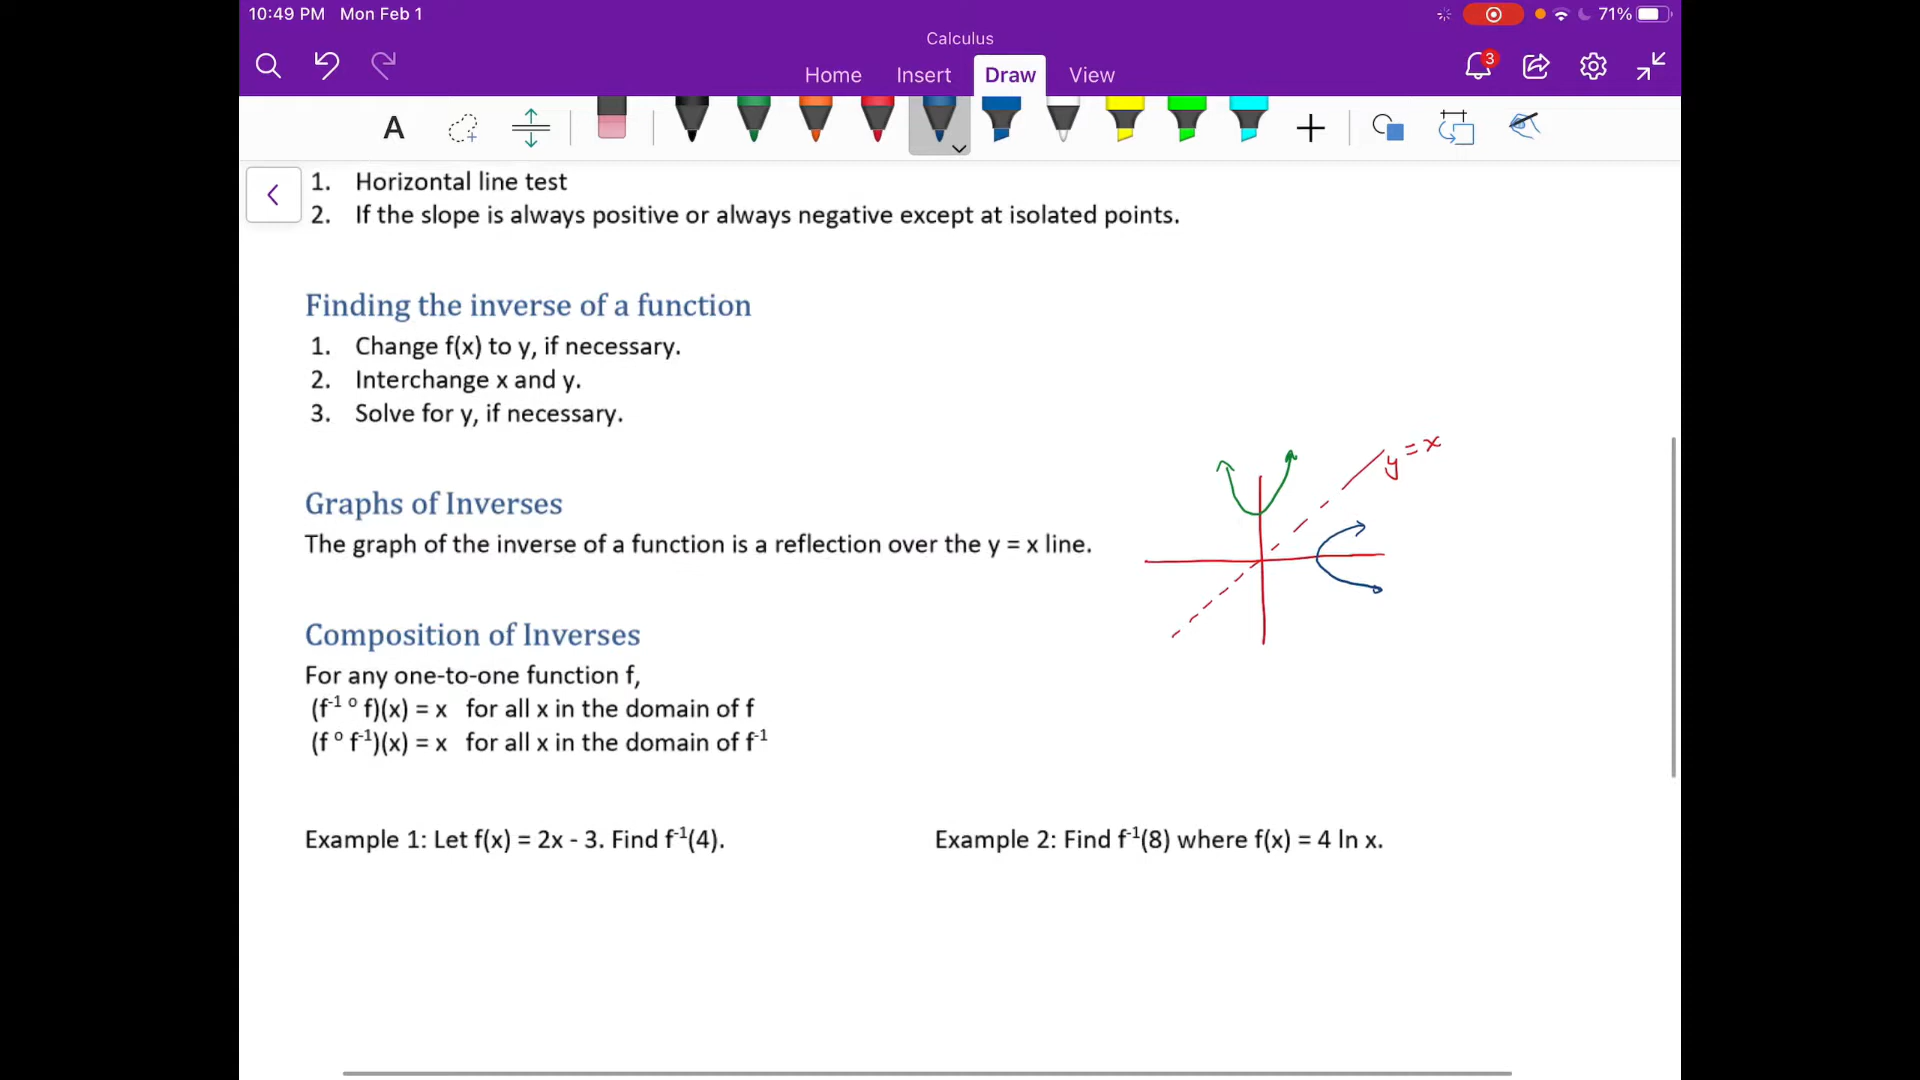 10:49 PM Mon Feb 1
71%
Calculus
Home Insert Draw View
3
A
1. Horizontal line test
2. If the slope is always positive or always negative except at isolated points.
Finding the inverse of a function
1. Change f(x) to y, if necessary.
2. Interchange x and y.
3. Solve for y, if necessary.
y = x
Graphs of Inverses
The graph of the inverse of a function is a reflection over the y = x line.
Composition of Inverses
For any one-to-one function f,
(f⁻¹ ᵒ f)(x) = x for all x in the domain of f
(f ᵒ f⁻¹)(x) = x for all x in the domain of f⁻¹
Example 1: Let f(x) = 2x - 3. Find f⁻¹(4).
Example 2: Find f⁻¹(8) where f(x) = 4 ln x.